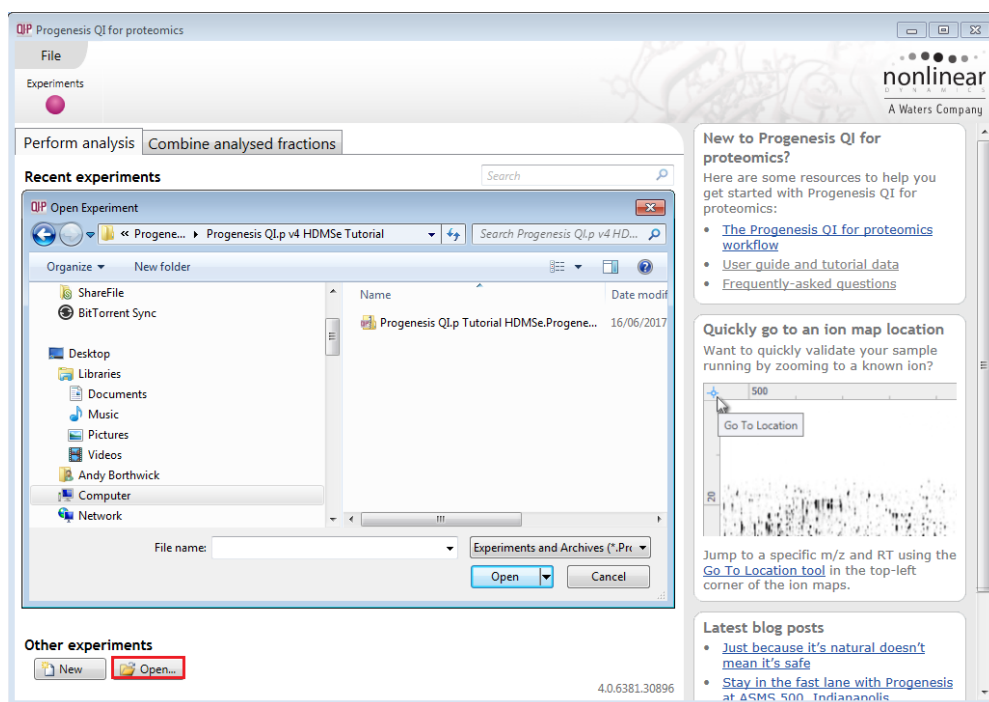 QIP Progenesis QI for proteomics
File
Experiments
nonlinear
DYNAMICS
A Waters Company
Perform analysis
Combine analysed fractions
Recent experiments
Search
QIP Open Experiment
« Progene... ▸ Progenesis QI.p v4 HDMSe Tutorial
Search Progenesis QI.p v4 HD...
Organize
New folder
ShareFile
BitTorrent Sync
Desktop
Libraries
Documents
Music
Pictures
Videos
Andy Borthwick
Computer
Network
Name
Date modif
Progenesis QI.p Tutorial HDMSe.Progene...
16/06/2017
File name:
Experiments and Archives (*.Prc
Open
Cancel
Other experiments
New
Open...
4.0.6381.30896
New to Progenesis QI for
proteomics?
Here are some resources to help you
get started with Progenesis QI for
proteomics:
• The Progenesis QI for proteomics
workflow
• User guide and tutorial data
• Frequently-asked questions
Quickly go to an ion map location
Want to quickly validate your sample
running by zooming to a known ion?
500
Go To Location
20
Jump to a specific m/z and RT using the
Go To Location tool in the top-left
corner of the ion maps.
Latest blog posts
• Just because it's natural doesn't
mean it's safe
• Stay in the fast lane with Progenesis
at ASMS 500, Indianapolis